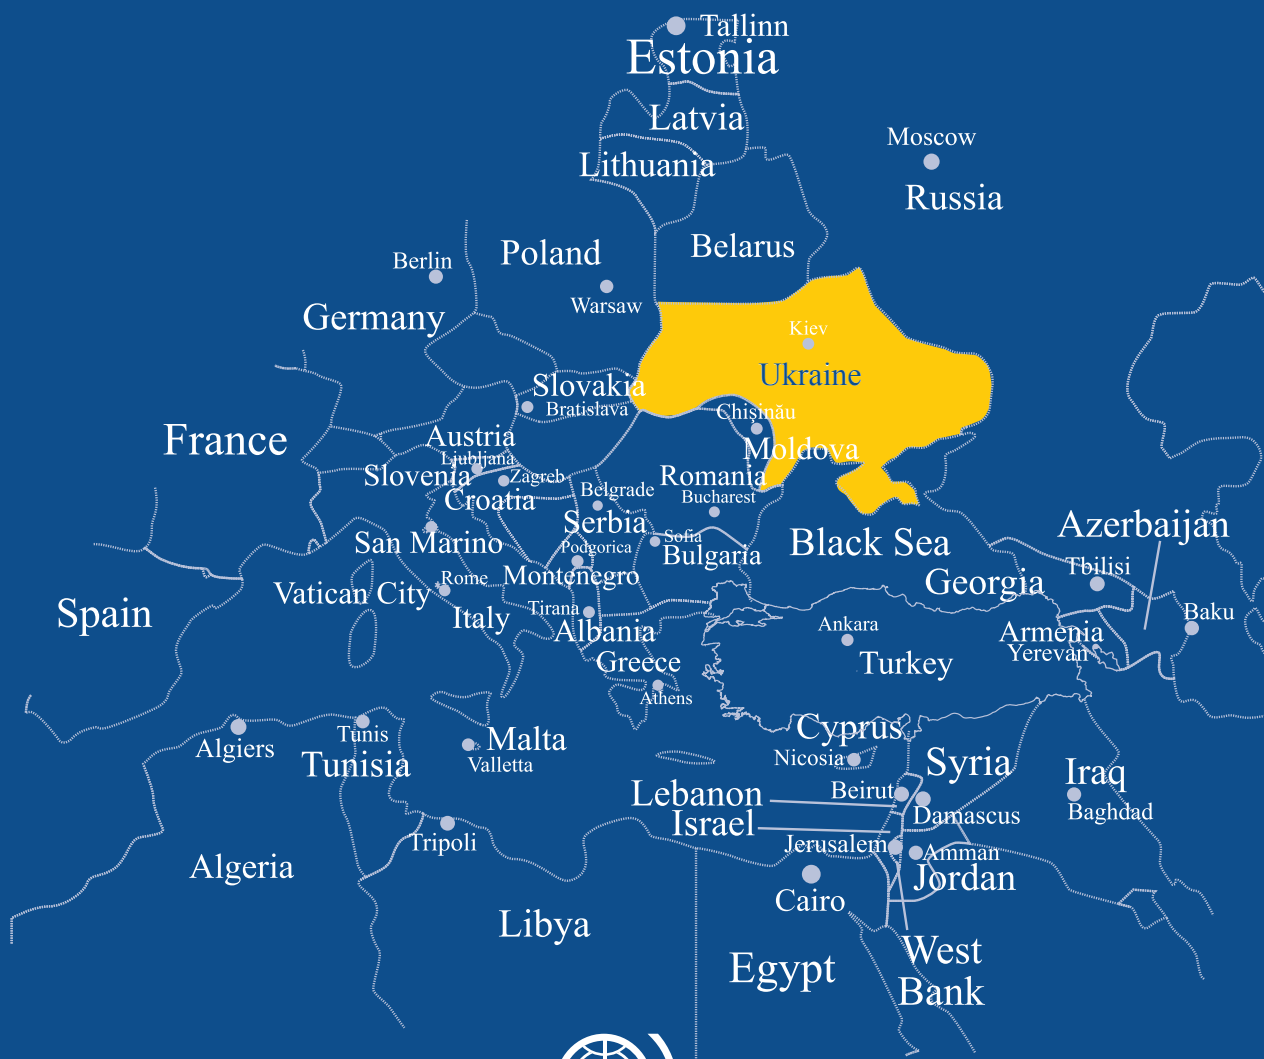 Tallinn
Estonia
Latvia
Moscow
Lithuania
Russia
Belarus
Poland
Berlin
Warsaw
Germany
Kiev
Ukraine
Slovakia
Bratislava
Chișinău
France
Austria
Moldova
Ljubljana
Slovenia
Zagreb
Romania
Croatia
Belgrade
Bucharest
Serbia
Azerbaijan
San Marino
Sofia
Black Sea
Podgorica
Bulgaria
Tbilisi
Montenegro
Georgia
Rome
Vatican City
Spain
Tirana
Baku
Italy
Ankara
Albania
Armenia
Yerevan
Greece
Turkey
Athens
Cyprus
Tunis
Malta
Algiers
Nicosia
Tunisia
Valletta
Syria
Iraq
Lebanon
Beirut
Baghdad
Damascus
Israel
Tripoli
Jerusalem
Amman
Algeria
Jordan
Cairo
Libya
West
Bank
Egypt